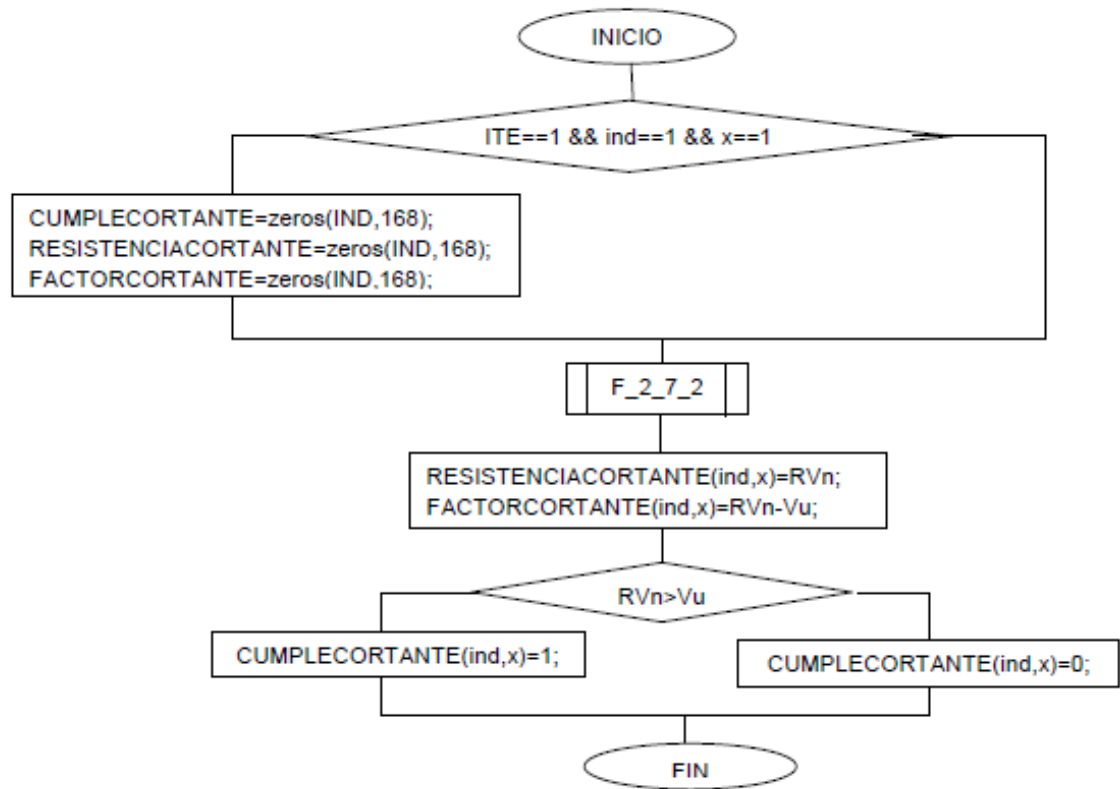 INICIO
ITE==1 && ind==1 && x==1
CUMPLECORTANTE=zeros(IND,168);
RESISTENCIACORTANTE=zeros(IND,168);
FACTORCORTANTE=zeros(IND,168);
F_2_7_2
RESISTENCIACORTANTE(ind,x)=RVn;
FACTORCORTANTE(ind,x)=RVn-Vu;
RVn>Vu
CUMPLECORTANTE(ind,x)=1;
CUMPLECORTANTE(ind,x)=0;
FIN